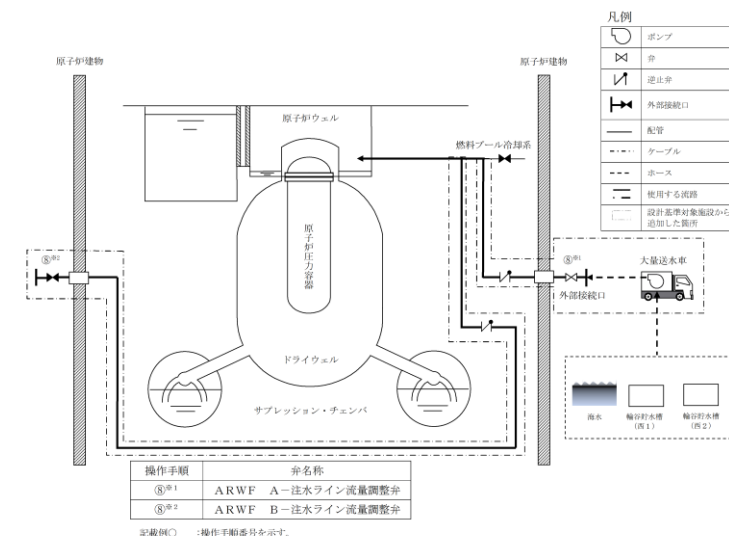 凡例
ポンプ
弁
逆止弁
外部接続口
配管
ケーブル
ホース
使用する流路
設計基準対象施設から
追加した箇所
原子炉建物
原子炉建物
原子炉ウェル
燃料プール冷却系
原子炉圧力容器
⑧※2
⑧※1
大量送水車
外部接続口
ドライウェル
サプレッション・チェンバ
海水
輪谷貯水槽
(西1)
輪谷貯水槽
(西2)
操作手順 弁名称
⑧※1 ARWF A-注水ライン流量調整弁
⑧※2 ARWF B-注水ライン流量調整弁
記載例○ :操作手順番号を示す。